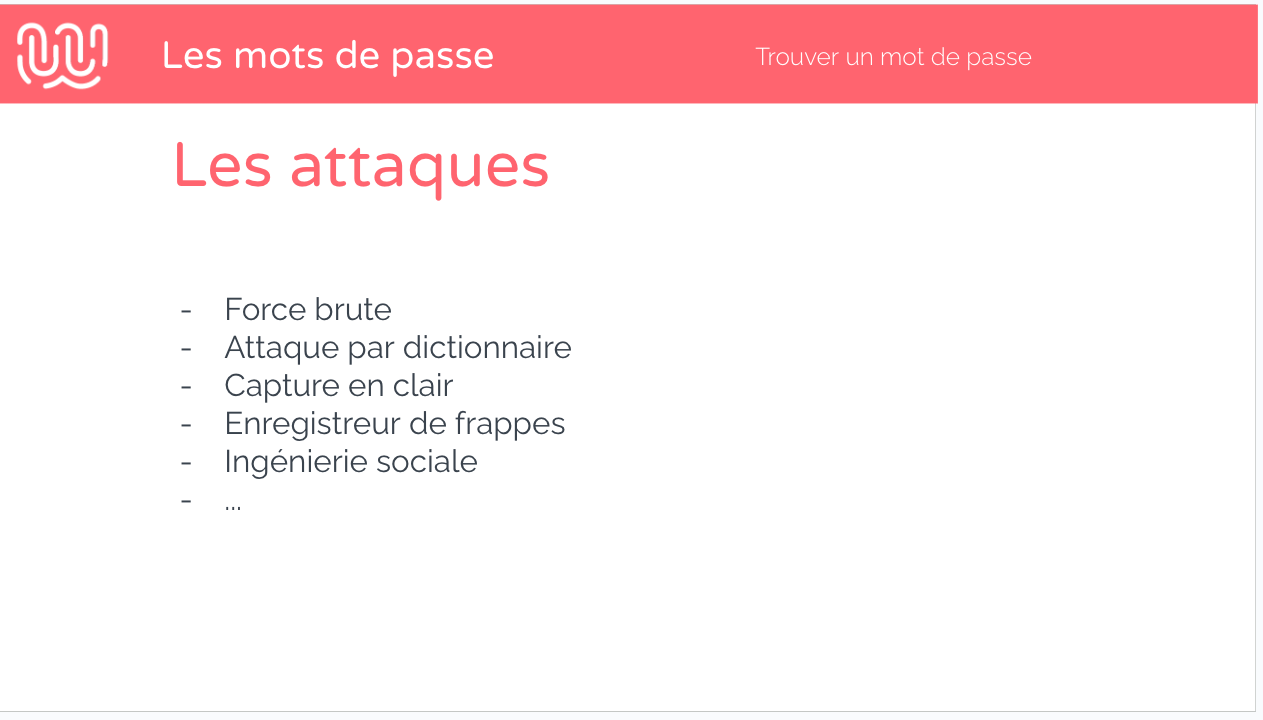 Les mots de passe
Trouver un mot de passe
Les attaques
- Force brute
- Attaque par dictionnaire
- Capture en clair
- Enregistreur de frappes
- Ingénierie sociale
- ...